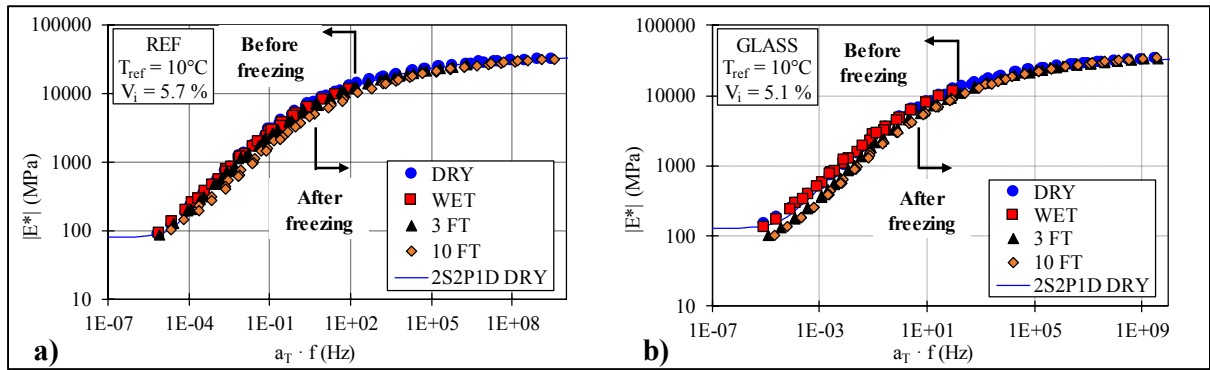 100000
10000
1000
100
10
|E*| (MPa)
REF
T_ref = 10°C
V_i = 5.7 %
Before
freezing
After
freezing
DRY
WET
3 FT
10 FT
2S2P1D DRY
1E-07 1E-04 1E-01 1E+02 1E+05 1E+08
a_T · f (Hz)
a)
100000
10000
1000
100
10
|E*| (MPa)
GLASS
T_ref = 10°C
V_i = 5.1 %
Before
freezing
After
freezing
DRY
WET
3 FT
10 FT
2S2P1D DRY
1E-07 1E-03 1E+01 1E+05 1E+09
a_T · f (Hz)
b)